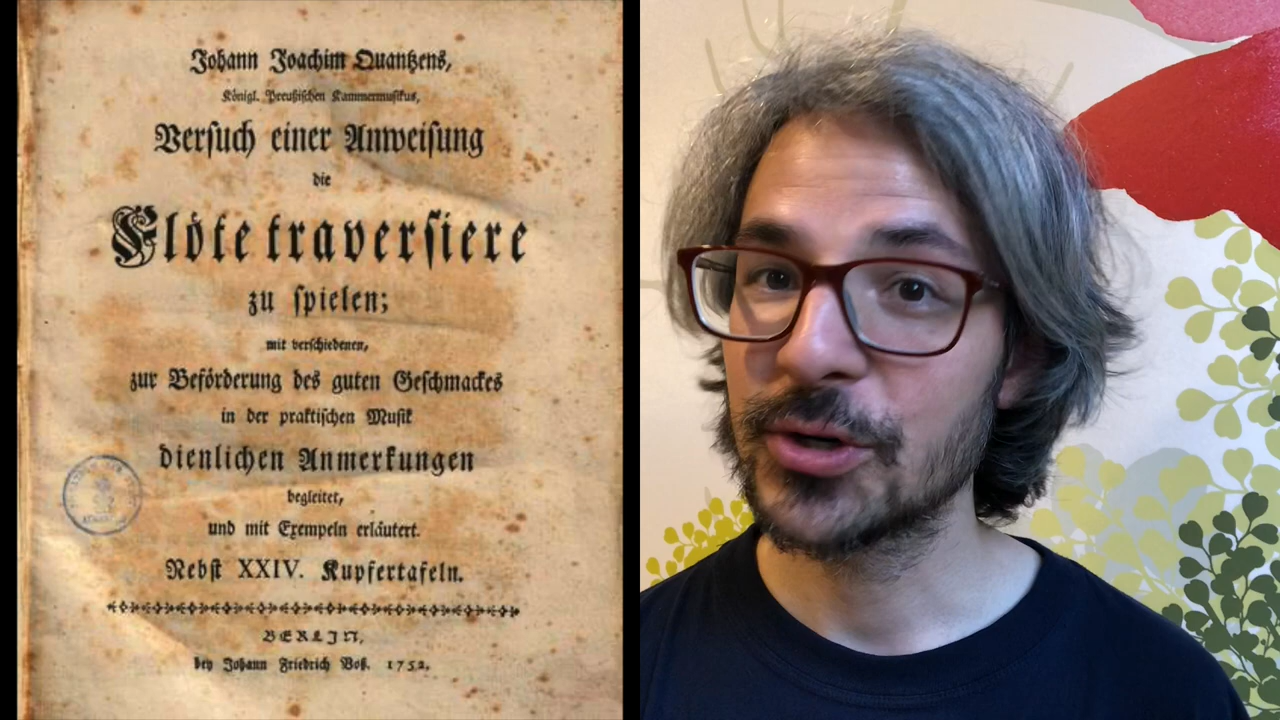 Johann Joachim Quantzens,
Königl. Preußischen Kammermusikus,
Versuch einer Anweisung
die
Flöte traversiere
zu spielen;
mit verschiedenen,
zur Beförderung des guten Geschmackes
in der praktischen Musik
dienlichen Anmerkungen
begleitet,
und mit Exempeln erläutert.
Nebst XXIV. Kupfertafeln.
BERLIN,
bey Johann Friedrich Voß. 1752.